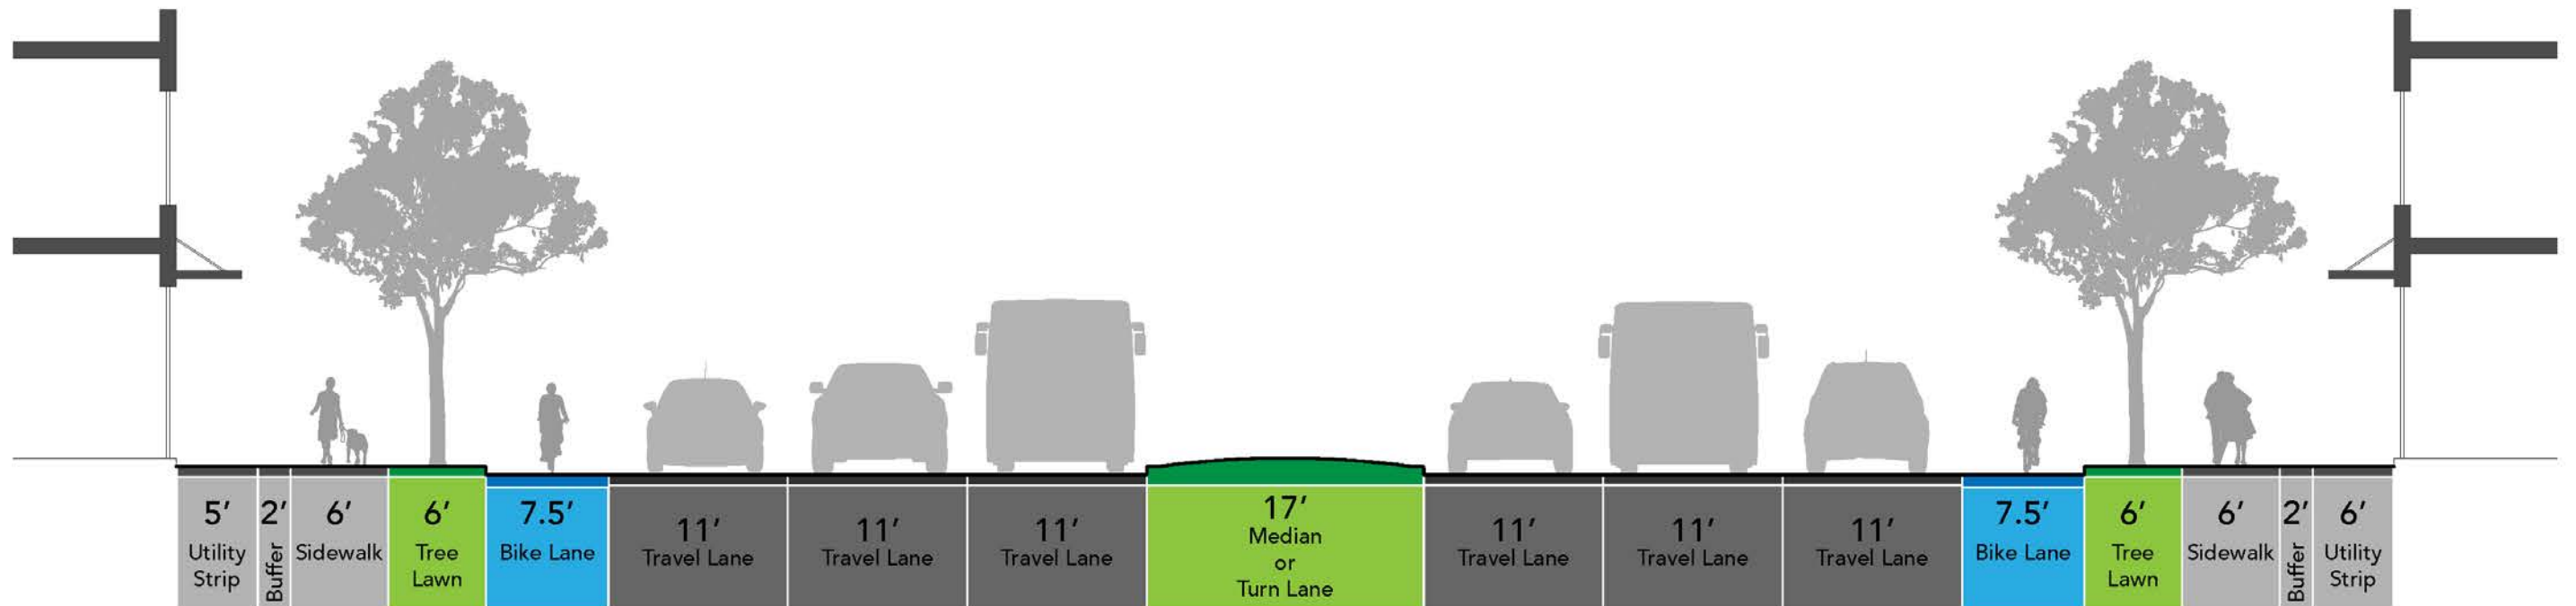 5′
Utility
Strip
2′
Buffer
6′
Sidewalk
6′
Tree
Lawn
7.5′
Bike Lane
11′
Travel Lane
11′
Travel Lane
11′
Travel Lane
17′
Median
or
Turn Lane
11′
Travel Lane
11′
Travel Lane
11′
Travel Lane
7.5′
Bike Lane
6′
Tree
Lawn
6′
Sidewalk
2′
Buffer
6′
Utility
Strip